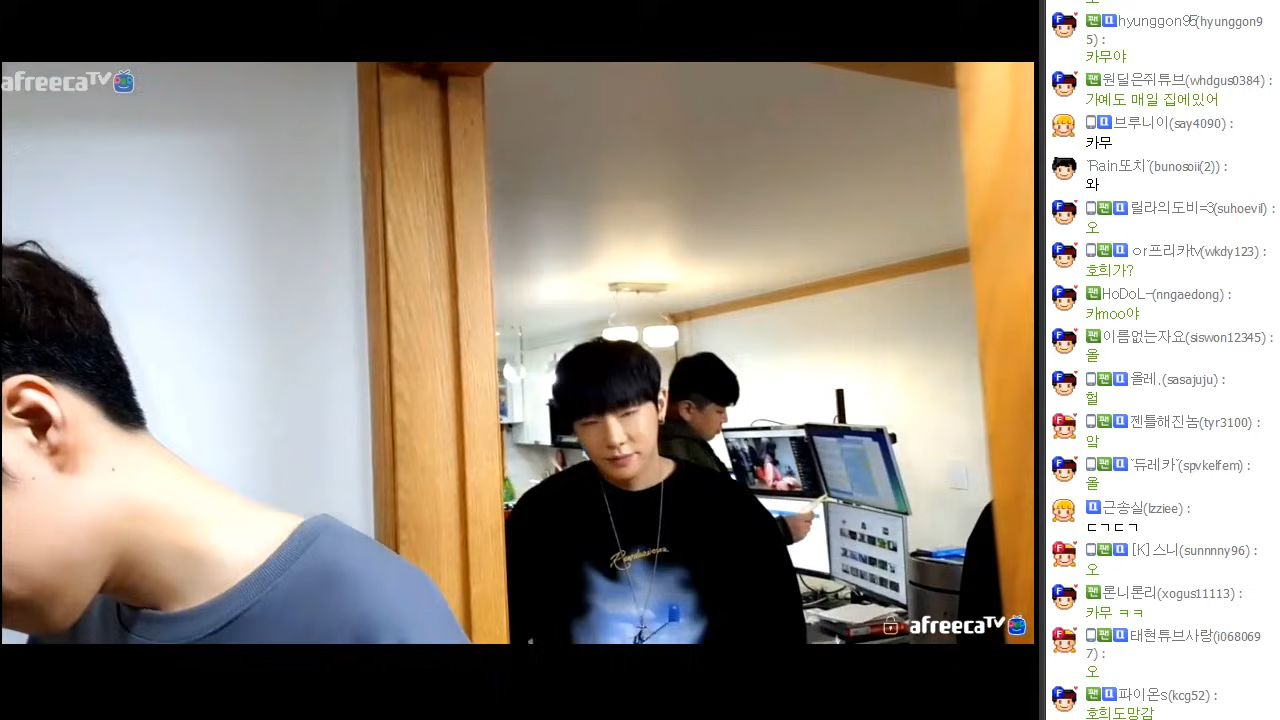 afreecaTV
afreecaTV
hyunggon95(hyunggon9
5) :
카무야
원딜은쥐튜브(whdgus0384) :
가예도 매일 집에있어
브루니이(say4090) :
카무
~Rain또치~(bunosoii(2)) :
와
릴라의도비=3(suhoevil) :
오
or프리카tv(wkdy123) :
호희가?
HoDoL-(nngaedong) :
카moo야
이름없는자요(siswon12345) :
올
올레.(sasajuju) :
헐
젠틀해진놈(tyr3100) :
앜
~듀레카~(spvkelfem) :
올
근송실(lzziee) :
ㄷㄱㄷㄱ
[K]스니(sunnnny96) :
오
론니론리(xogus11113) :
카무 ㅋㅋ
태현튜브사랑(i068069
7) :
오
파이온s(kcg52) :
호희도망감